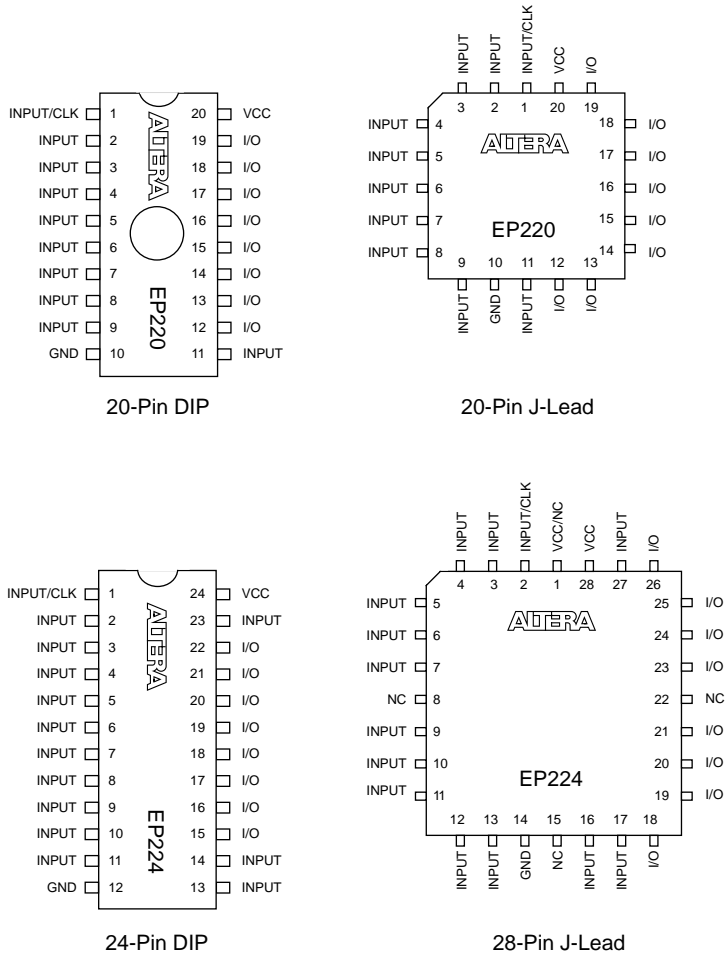 INPUT/CLK 1 20 VCC
INPUT 2 19 I/O
INPUT 3 18 I/O
INPUT 4 17 I/O
INPUT 5 16 I/O
INPUT 6 15 I/O
INPUT 7 14 I/O
INPUT 8 13 I/O
INPUT 9 12 I/O
GND 10 11 INPUT
ALTERA
EP220
20-Pin DIP
INPUT INPUT INPUT/CLK VCC I/O
3 2 1 20 19
INPUT 4 18 I/O
INPUT 5 17 I/O
INPUT 6 16 I/O
INPUT 7 15 I/O
INPUT 8 14 I/O
ALTERA
EP220
9 10 11 12 13
INPUT GND INPUT I/O I/O
20-Pin J-Lead
INPUT/CLK 1 24 VCC
INPUT 2 23 INPUT
INPUT 3 22 I/O
INPUT 4 21 I/O
INPUT 5 20 I/O
INPUT 6 19 I/O
INPUT 7 18 I/O
INPUT 8 17 I/O
INPUT 9 16 I/O
INPUT 10 15 I/O
INPUT 11 14 INPUT
GND 12 13 INPUT
ALTERA
EP224
24-Pin DIP
INPUT INPUT INPUT/CLK VCC/NC VCC INPUT I/O
4 3 2 1 28 27 26
INPUT 5 25 I/O
INPUT 6 24 I/O
INPUT 7 23 I/O
NC 8 22 NC
INPUT 9 21 I/O
INPUT 10 20 I/O
INPUT 11 19 I/O
ALTERA
EP224
12 13 14 15 16 17 18
INPUT INPUT GND NC INPUT INPUT I/O
28-Pin J-Lead